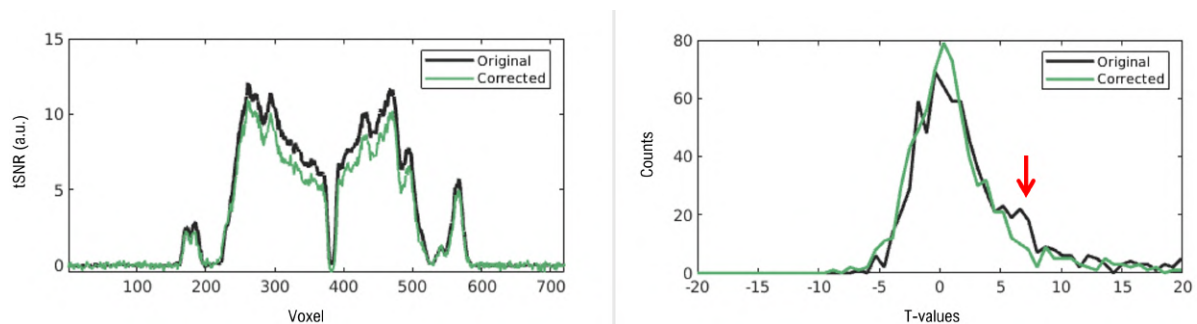 15
10
5
0
100 200 300 400 500 600 700
tSNR (a.u.)
Voxel
Original
Corrected
80
60
40
20
0
-20 -15 -10 -5 0 5 10 15 20
Counts
T-values
Original
Corrected